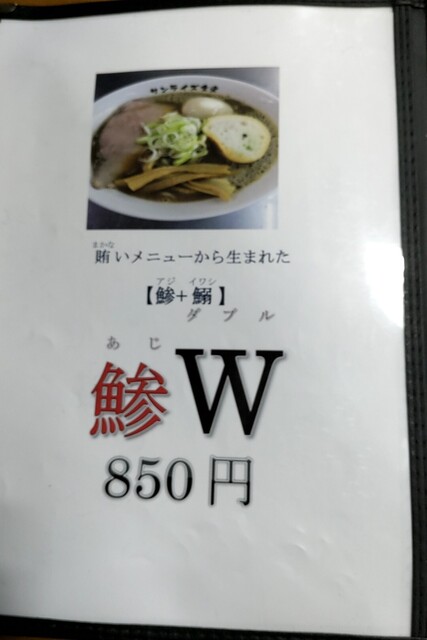 まかな
賄いメニューから生まれた
アジ イワシ
【鯵+鰯】
ダブル
あじ
鯵W
850円